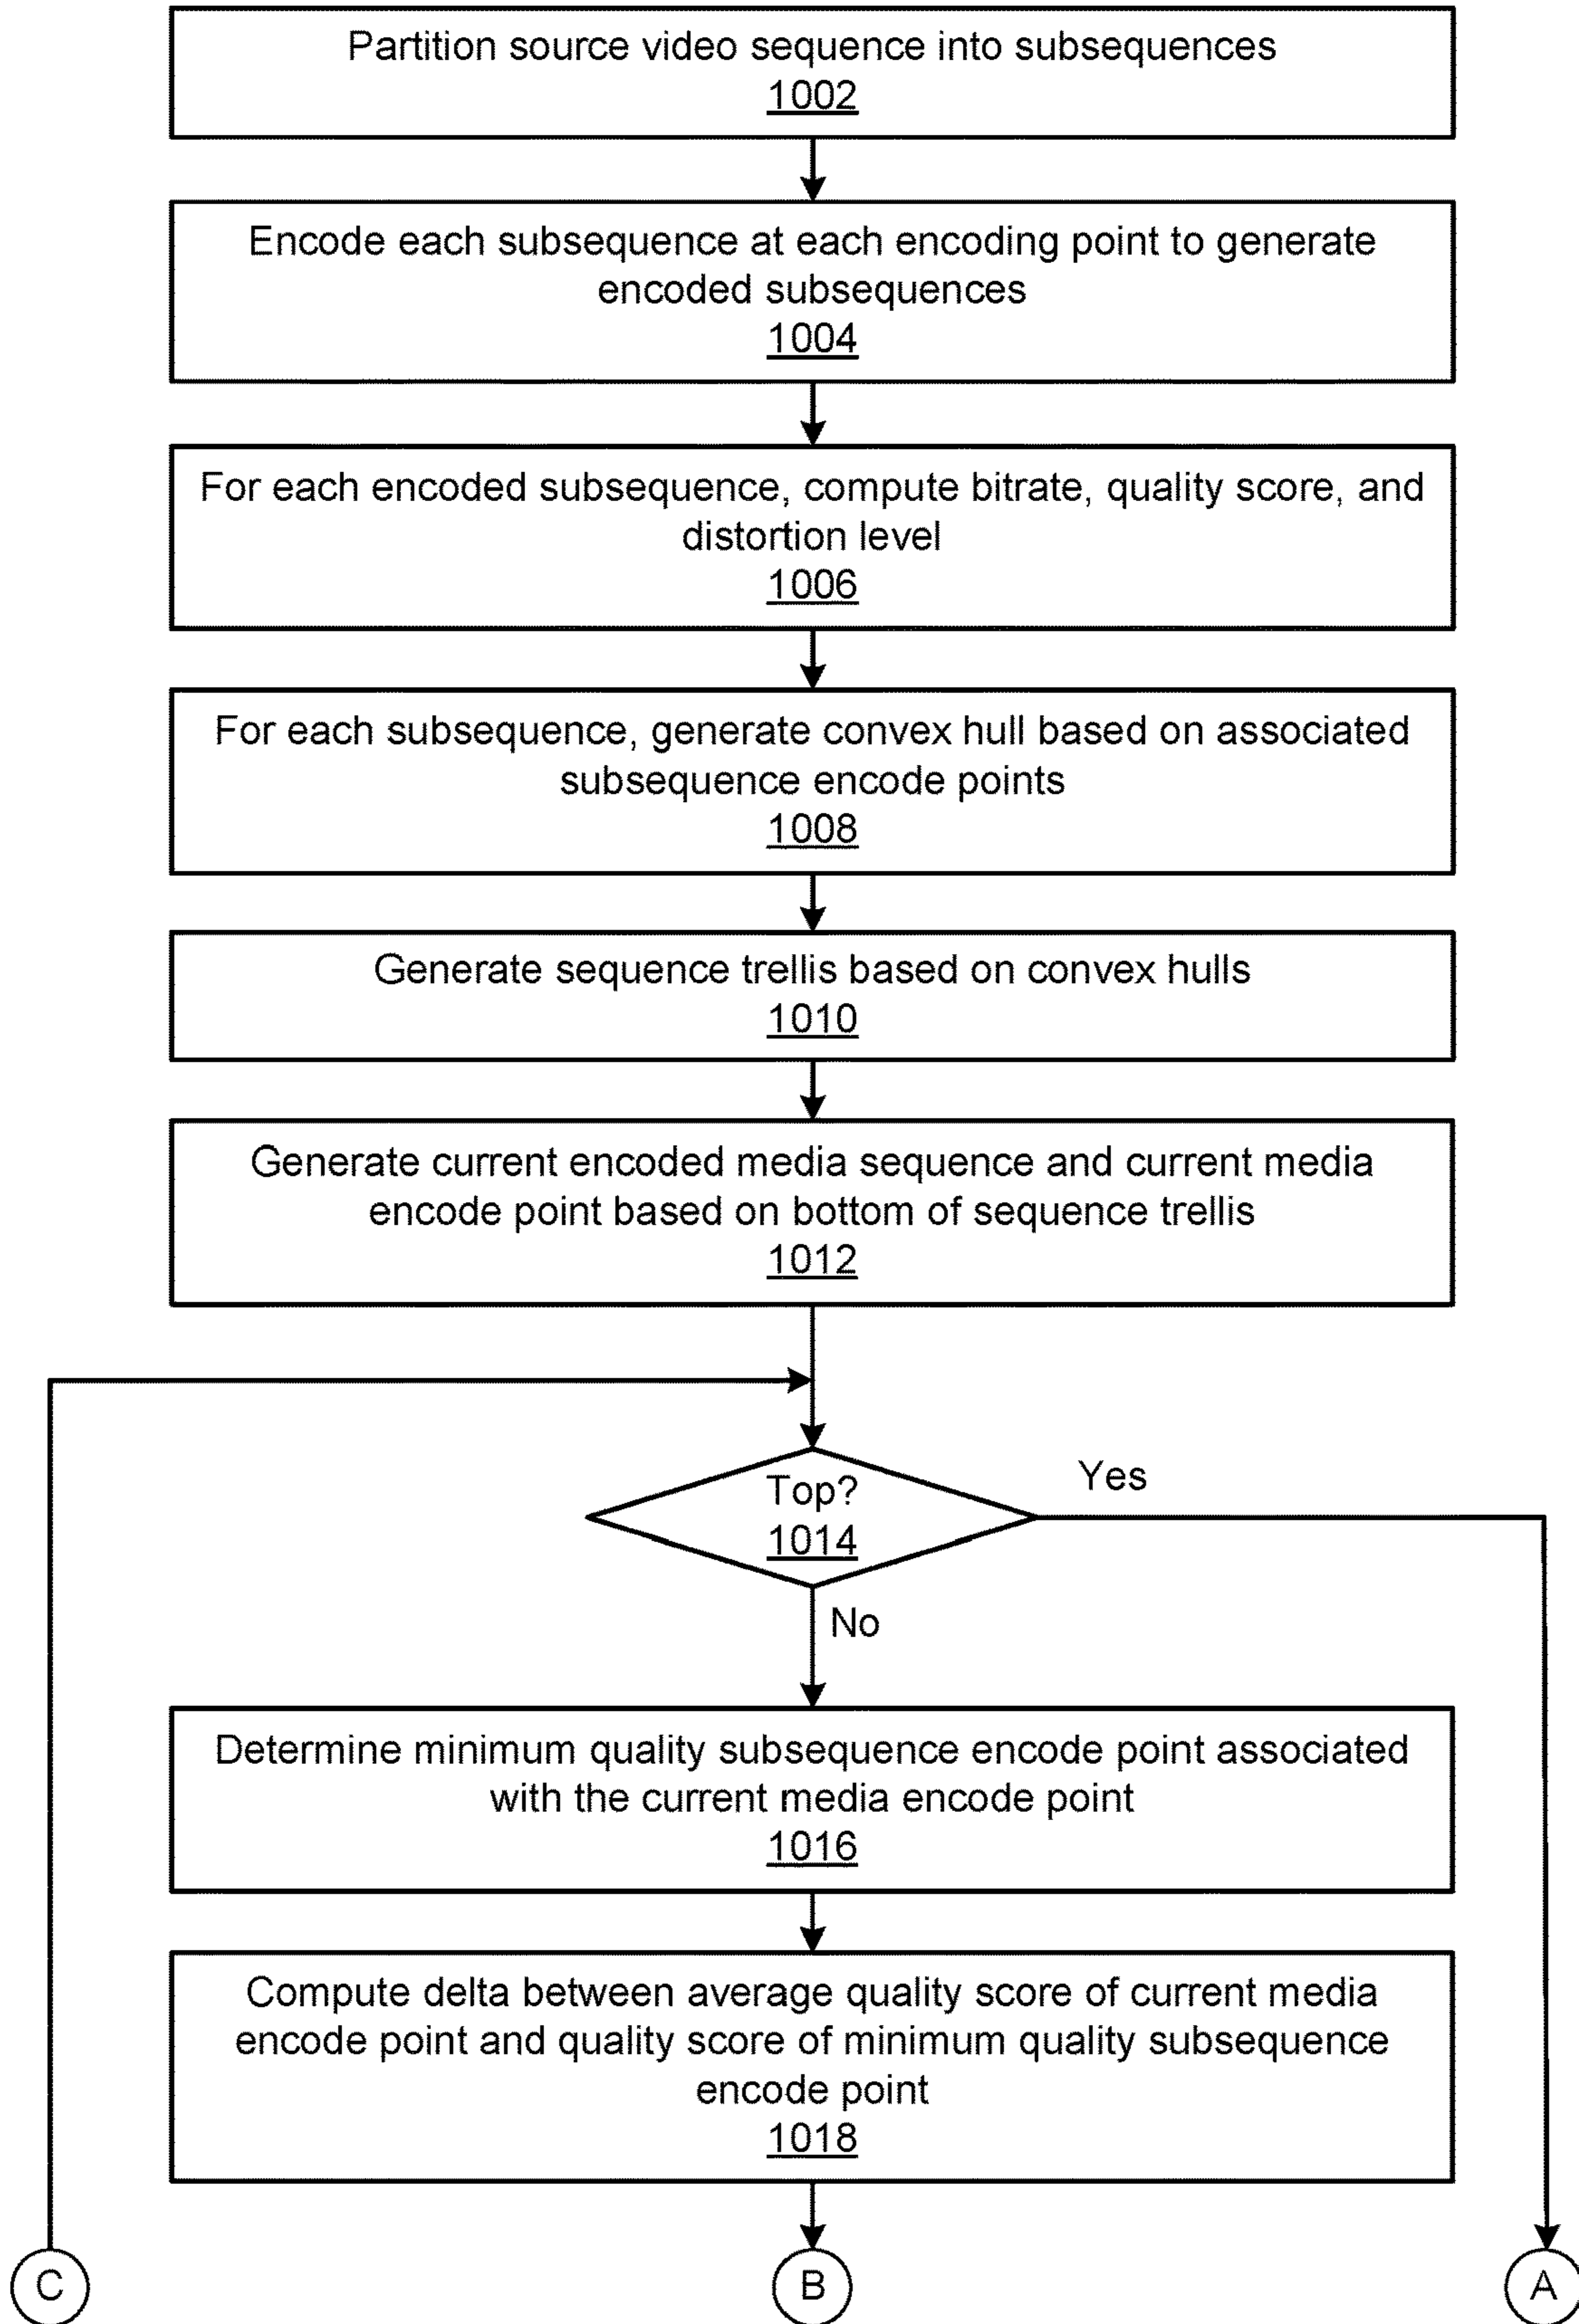 Partition source video sequence into subsequences
1002
Encode each subsequence at each encoding point to generate
encoded subsequences
1004
For each encoded subsequence, compute bitrate, quality score, and
distortion level
1006
For each subsequence, generate convex hull based on associated
subsequence encode points
1008
Generate sequence trellis based on convex hulls
1010
Generate current encoded media sequence and current media
encode point based on bottom of sequence trellis
1012
Top?
1014
Yes
No
Determine minimum quality subsequence encode point associated
with the current media encode point
1016
Compute delta between average quality score of current media
encode point and quality score of minimum quality subsequence
encode point
1018
C
B
A